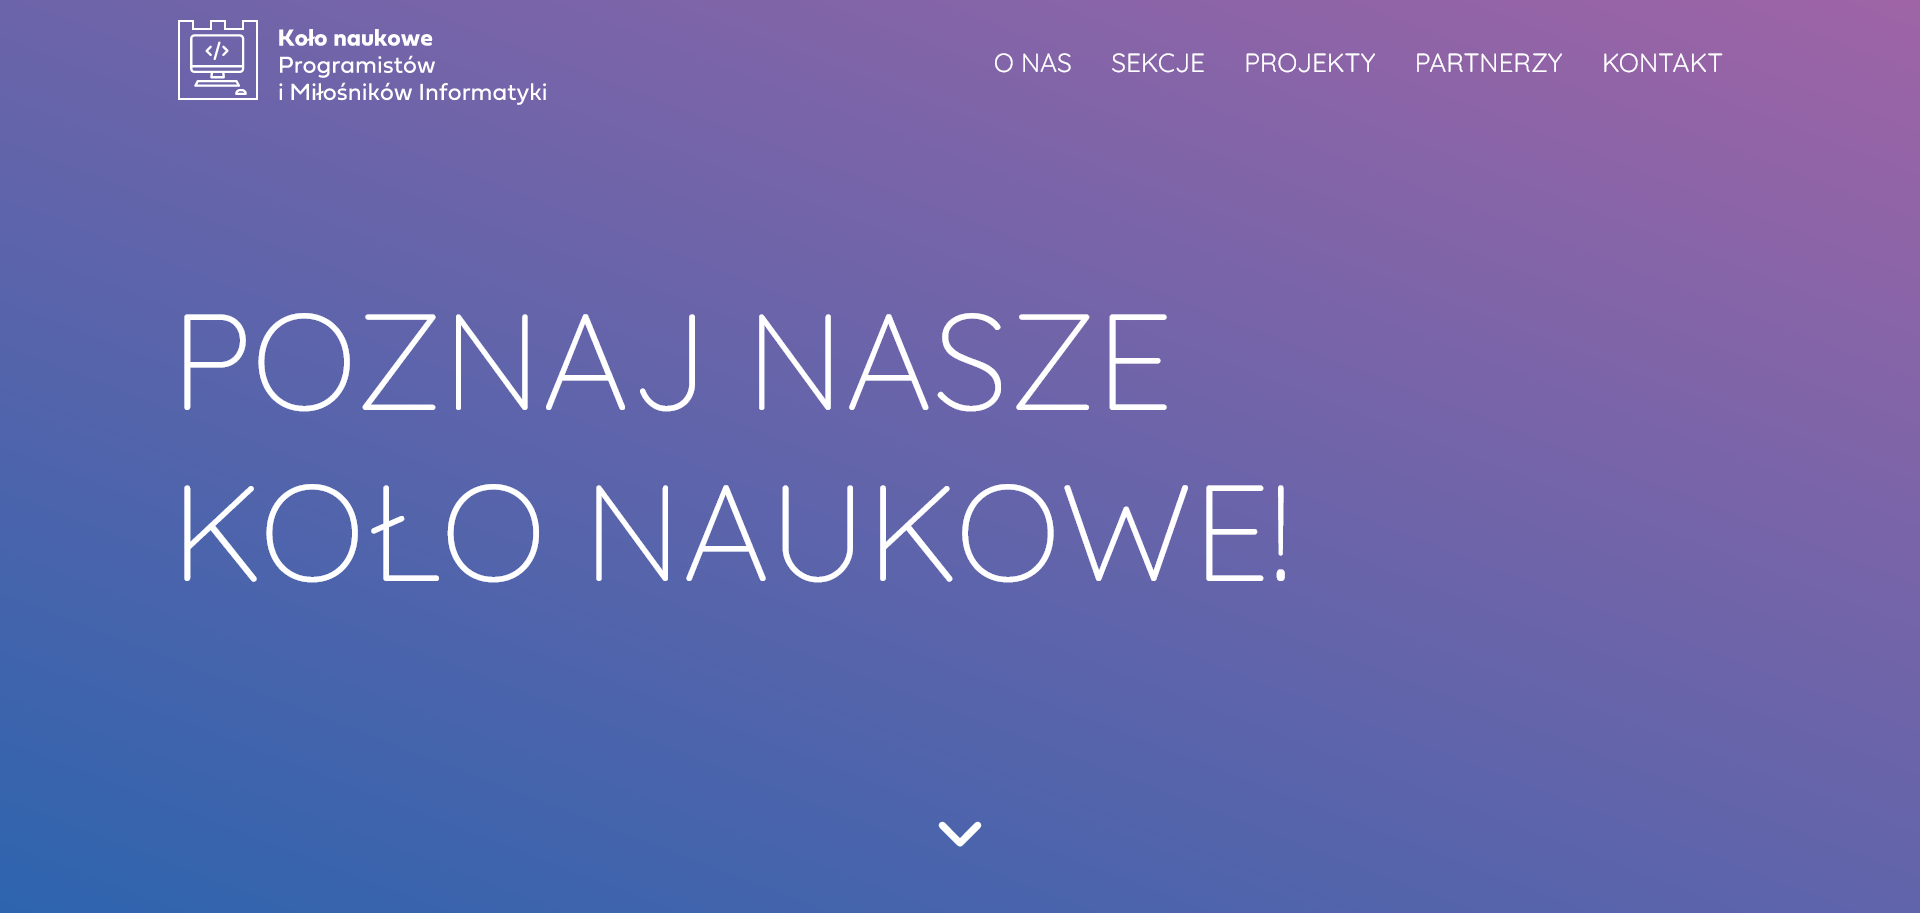 Koło naukowe
Programistów
i Miłośników Informatyki
O NAS SEKCJE PROJEKTY PARTNERZY KONTAKT
POZNAJ NASZE
KOŁO NAUKOWE!